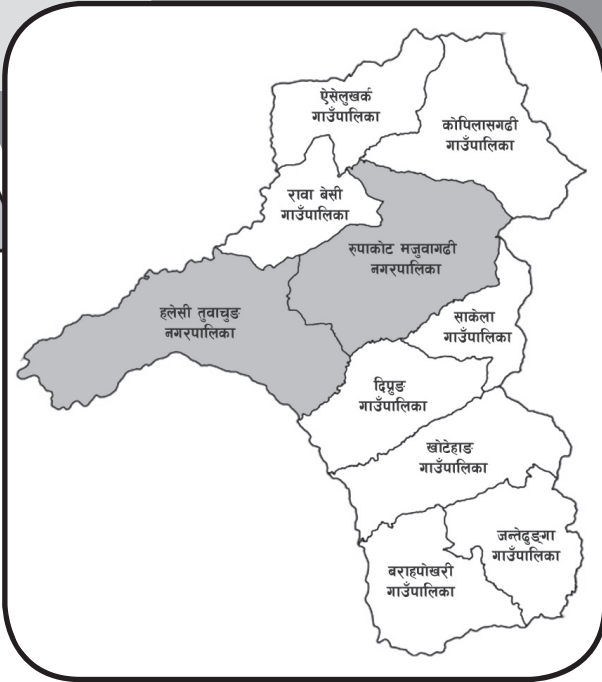 ऐसेलुखर्क
गाउँपालिका
कोपिलासगढी
गाउँपालिका
रावा बेसी
गाउँपालिका
रुपाकोट मजुवागढी
नगरपालिका
हलेसी तुवाचुङ
नगरपालिका
साकेला
गाउँपालिका
दिप्रुङ
गाउँपालिका
खोटेहाङ
गाउँपालिका
जन्तेढुङ्गा
गाउँपालिका
बराहपोखरी
गाउँपालिका